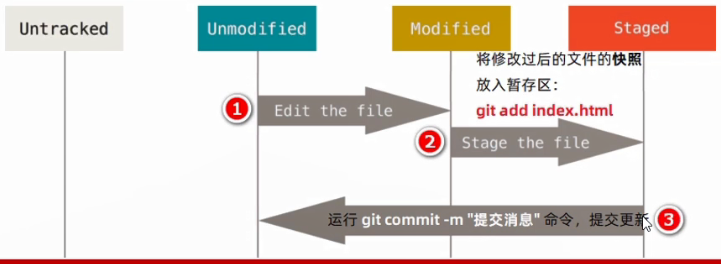 Untracked Unmodified Modified Staged
将修改过后的文件的快照
放入暂存区：
git add index.html
1 Edit the file
2 Stage the file
运行 git commit -m "提交消息" 命令，提交更新 3